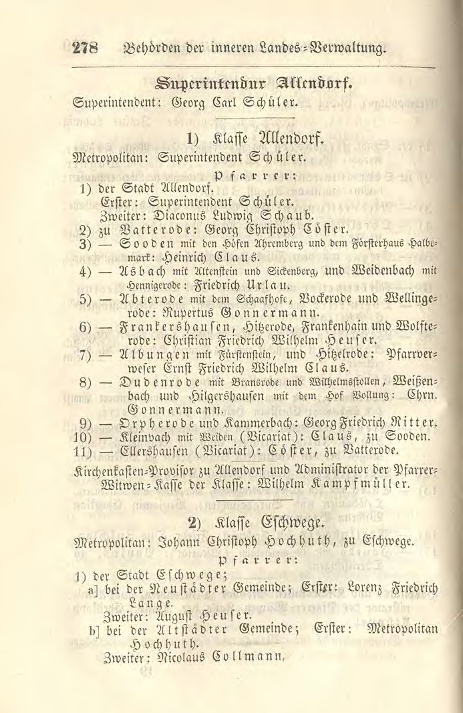 278 Behörden der inneren Landes-Verwaltung.
Superintendur Allendorf.
Superintendent: Georg Carl Schüler.
1) Klasse Allendorf.
Metropolitan: Superintendent Schüler.
Pfarrer:
1) der Stadt Allendorf.
Erster: Superintendent Schüler.
Zweiter: Diaconus Ludwig Schaub.
2) zu Vatterode: Georg Christoph Cöster.
3) — Sooden mit den Höfen Ahremberg und dem Försterhaus Halbe-
mark: Heinrich Claus.
4) — Asbach mit Altenstein und Sickenberg, und Weidenbach mit
Hennigerode: Friedrich Urlau.
5) — Abterode mit dem Schaafhofe, Vockerode und Wellinge-
rode: Rupertus Gonnermann.
6) — Frankershausen, Hitzerode, Frankenhain und Wolfte-
rode: Christian Friedrich Wilhelm Heuser.
7) — Albungen mit Fürstenstein, und Hitzelrode: Pfarrver-
weser Ernst Friedrich Wilhelm Claus.
8) — Dudenrode mit Bransrode und Willhelmsstollen, Weißen-
bach und Hilgershausen mit dem Hof Vollung: Chrn.
Gonnermann.
9) — Orpherode und Kammerbach: Georg Friedrich Ritter.
10) — Kleinbach mit Weiden (Vicariat): Claus, zu Sooden.
11) — Ellershausen (Vicariat): Cöster, zu Vatterode.
Kirchenkasten-Provisor zu Allendorf und Administrator der Pfarrer-
Witwen-Kasse der Klasse: Wilhelm Kampfmüller.
2) Klasse Eschwege.
Metropolitan: Johann Christoph Hochhuth, zu Eschwege.
Pfarrer:
1) der Stadt Eschwege;
a] bei der Neustädter Gemeinde; Erster: Lorenz Friedrich
Lange.
Zweiter: August Heuser.
b] bei der Altstädter Gemeinde; Erster: Metropolitan
Hochhuth.
Zweiter: Nicolaus Collmann.